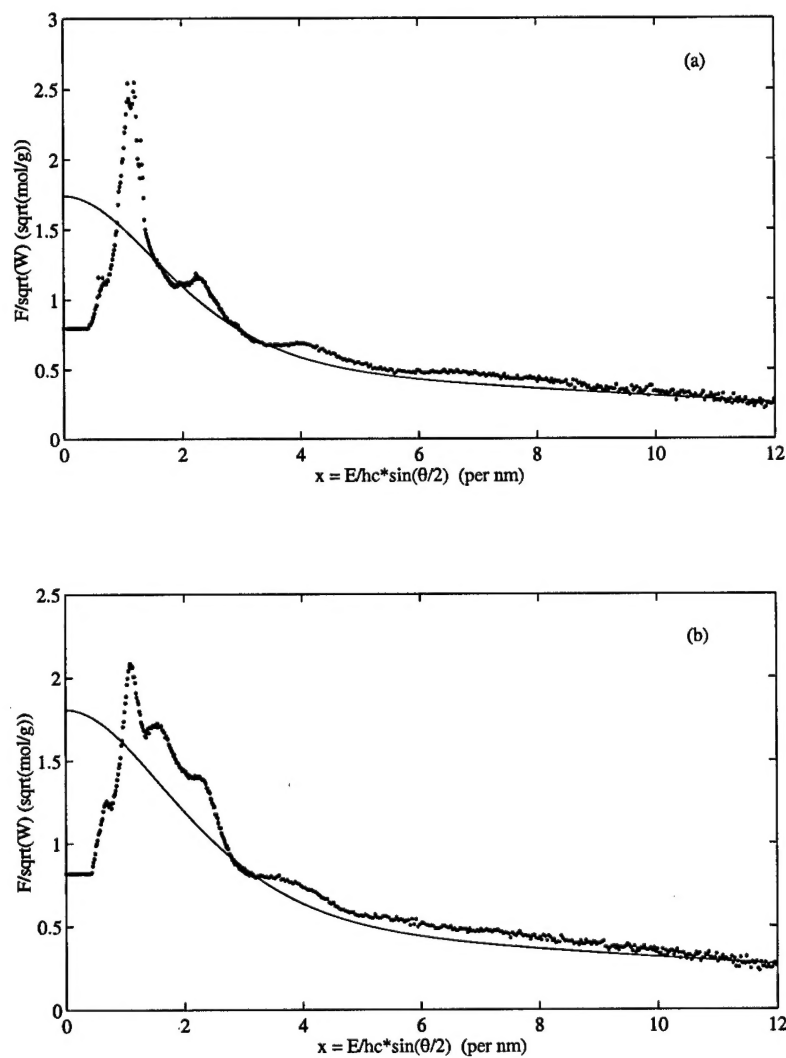 3
2.5
2
1.5
1
0.5
0
(a)
F/sqrt(W) (sqrt(mol/g))
0 2 4 6 8 10 12
x = E/hc*sin(θ/2) (per nm)
2.5
2
1.5
1
0.5
0
(b)
F/sqrt(W) (sqrt(mol/g))
0 2 4 6 8 10 12
x = E/hc*sin(θ/2) (per nm)